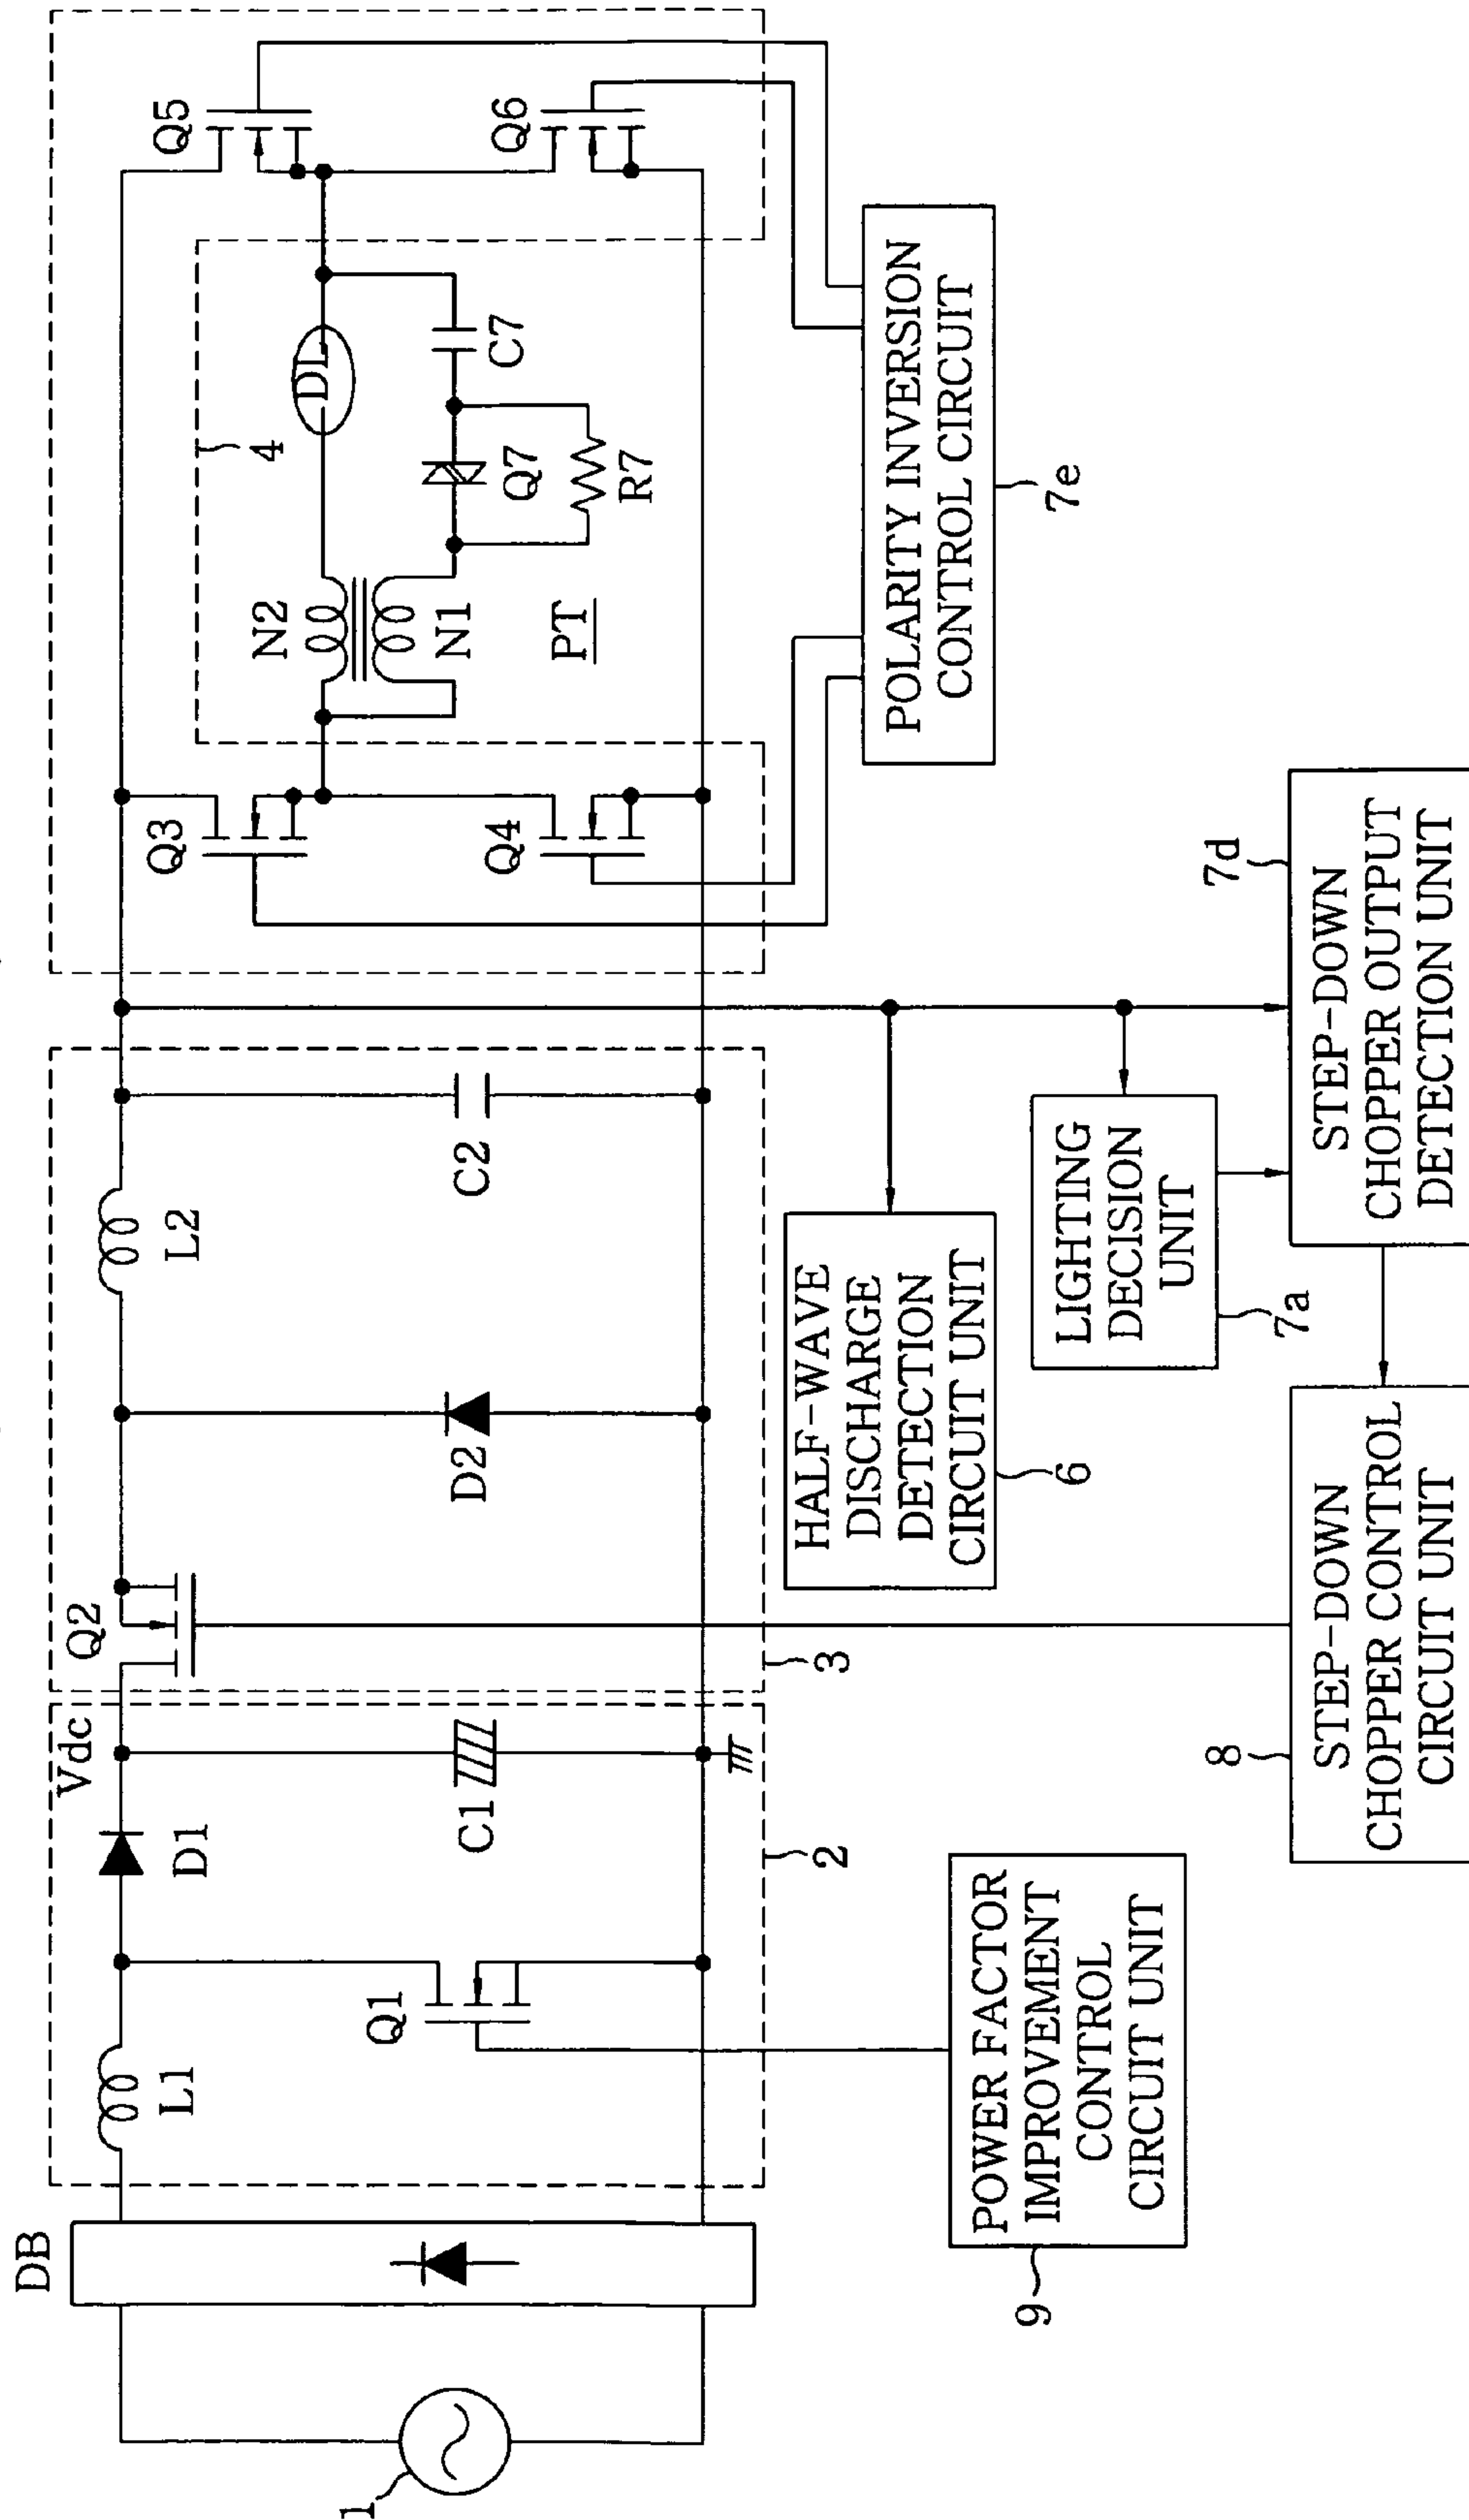 DB
1
L1
D1
Vdc
Q1
C1
2
Q2
D2
L2
C2
3
Q3
Q4
N2
N1
PT
DL
4
Q7
C7
R7
Q5
Q6
POLARITY INVERSION
CONTROL CIRCUIT
7e
HALF-WAVE
DISCHARGE
DETECTION
CIRCUIT UNIT
6
LIGHTING
DECISION
UNIT
7a
7d
STEP-DOWN
CHOPPER OUTPUT
DETECTION UNIT
8
STEP-DOWN
CHOPPER CONTROL
CIRCUIT UNIT
POWER FACTOR
IMPROVEMENT
CONTROL
CIRCUIT UNIT
9